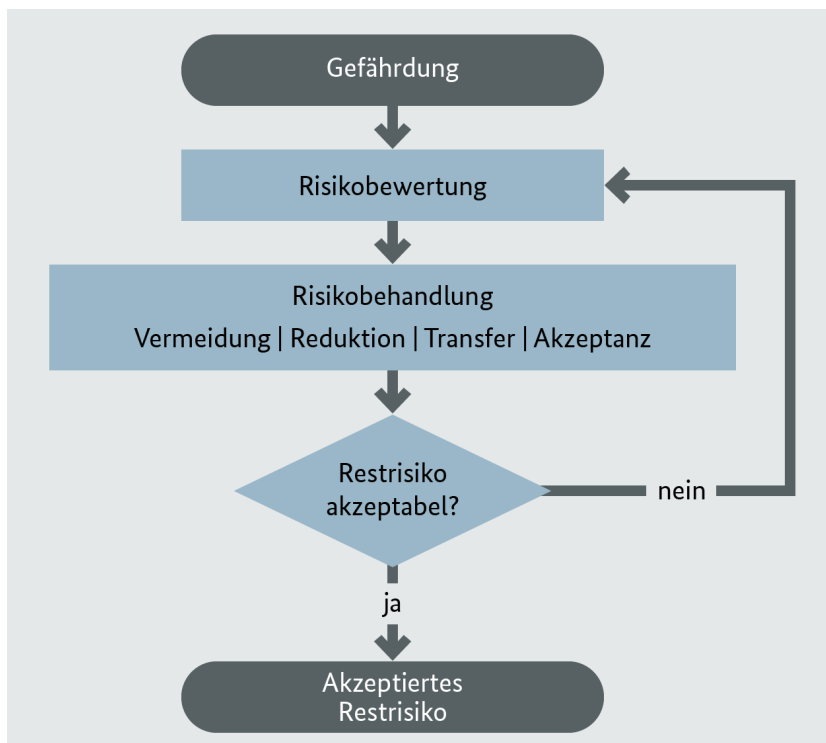 Gefährdung
Risikobewertung
Risikobehandlung
Vermeidung | Reduktion | Transfer | Akzeptanz
Restrisiko
akzeptabel?
nein
ja
Akzeptiertes
Restrisiko